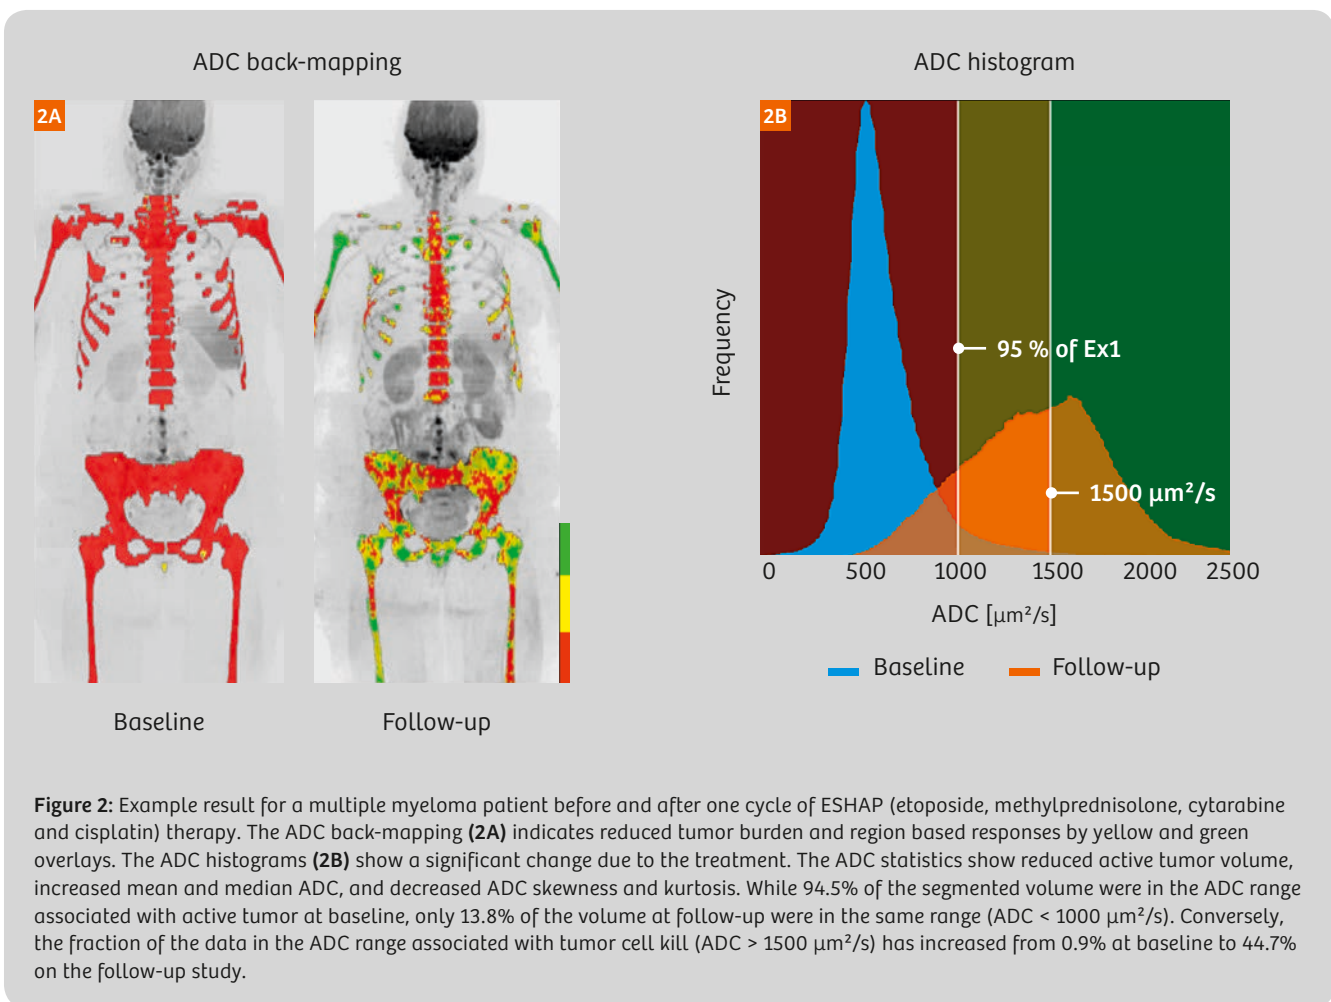 ADC back-mapping
ADC histogram
2A
2B
Frequency
95 % of Ex1
1500 µm²/s
0 500 1000 1500 2000 2500
ADC [µm²/s]
Baseline Follow-up
Baseline
Follow-up
Figure 2: Example result for a multiple myeloma patient before and after one cycle of ESHAP (etoposide, methylprednisolone, cytarabine
and cisplatin) therapy. The ADC back-mapping (2A) indicates reduced tumor burden and region based responses by yellow and green
overlays. The ADC histograms (2B) show a significant change due to the treatment. The ADC statistics show reduced active tumor volume,
increased mean and median ADC, and decreased ADC skewness and kurtosis. While 94.5% of the segmented volume were in the ADC range
associated with active tumor at baseline, only 13.8% of the volume at follow-up were in the same range (ADC < 1000 µm²/s). Conversely,
the fraction of the data in the ADC range associated with tumor cell kill (ADC > 1500 µm²/s) has increased from 0.9% at baseline to 44.7%
on the follow-up study.